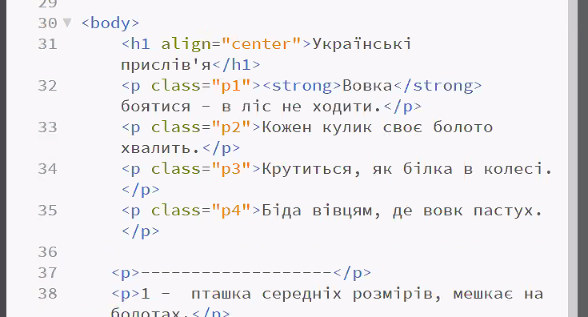 29
30 <body>
31 <h1 align="center">Українські
прислів'я</h1>
32 <p class="p1"><strong>Вовка</strong>
боятися – в ліс не ходити.</p>
33 <p class="p2">Кожен кулик своє болото
хвалить.</p>
34 <p class="p3">Крутиться, як білка в колесі.
</p>
35 <p class="p4">Біда вівцям, де вовк пастух.
</p>
36
37 <p>-------------------</p>
38 <p>1 –  пташка середніх розмірів, мешкає на
болотах.</p>